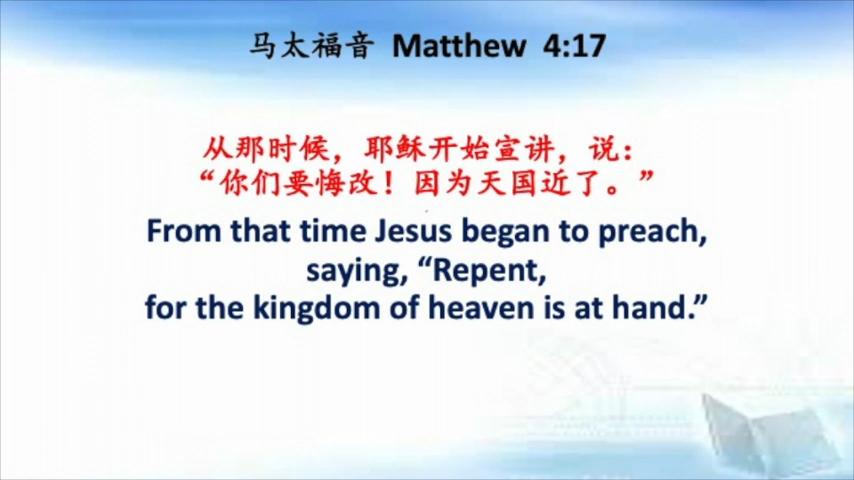 马太福音 Matthew 4:17
从那时候，耶稣开始宣讲，说：
“你们要悔改！因为天国近了。”
From that time Jesus began to preach,
saying, “Repent,
for the kingdom of heaven is at hand.”